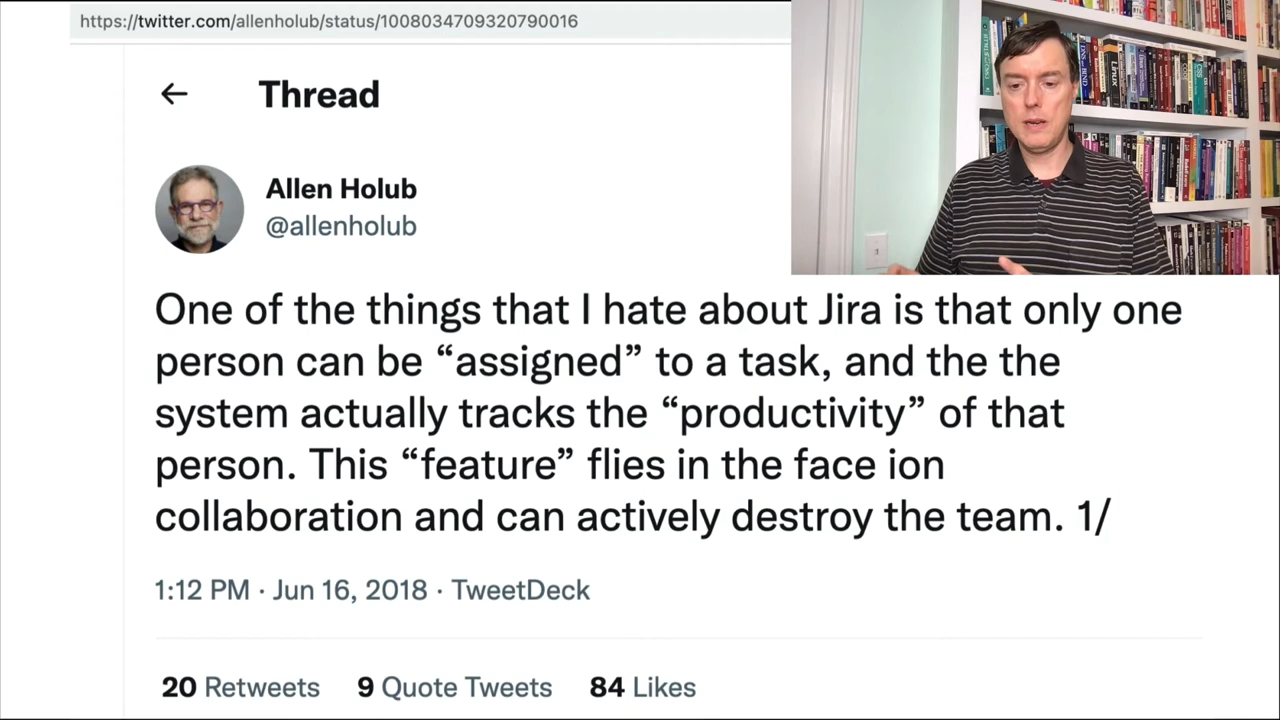 https://twitter.com/allenholub/status/1008034709320790016
Thread
Allen Holub
@allenholub
One of the things that I hate about Jira is that only one
person can be “assigned” to a task, and the the
system actually tracks the “productivity” of that
person. This “feature” flies in the face ion
collaboration and can actively destroy the team. 1/
1:12 PM · Jun 16, 2018 · TweetDeck
20 Retweets 9 Quote Tweets 84 Likes